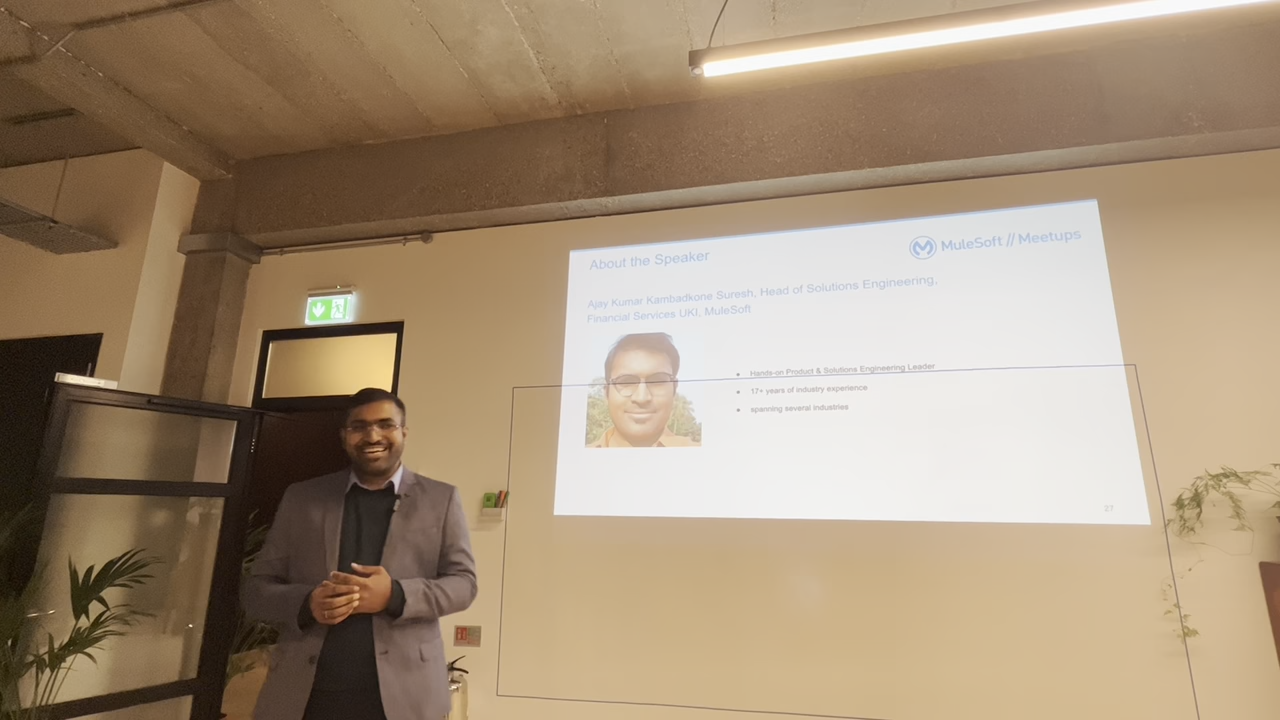 About the Speaker
MuleSoft // Meetups
Ajay Kumar Kambadkone Suresh, Head of Solutions Engineering,
Financial Services UKI, MuleSoft
Hands-on Product & Solutions Engineering Leader
17+ years of industry experience
spanning several industries
27